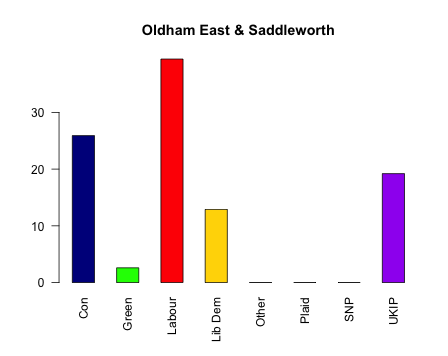 Oldham East & Saddleworth
30
20
10
0
Con
Green
Labour
Lib Dem
Other
Plaid
SNP
UKIP